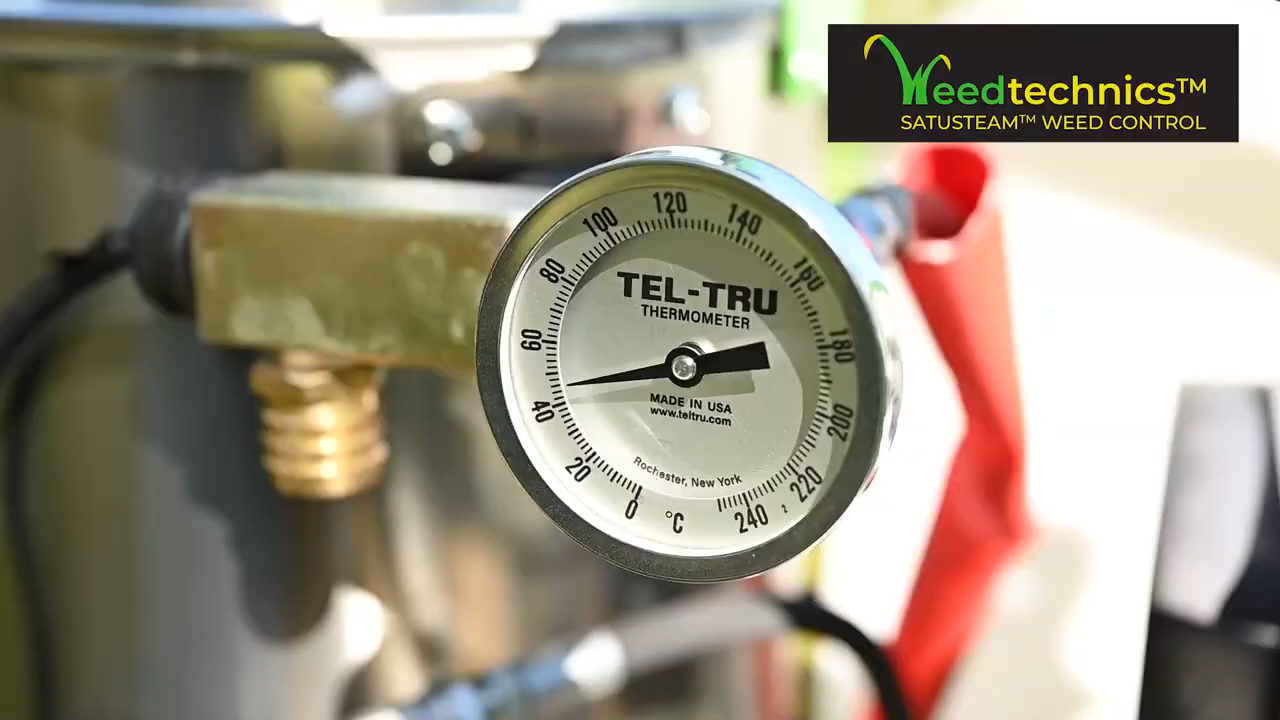 Weedtechnics™
SATUSTEAM™ WEED CONTROL
120
100
140
80
160
TEL-TRU
THERMOMETER
60
180
MADE IN USA
www.teltru.com
40
200
Rochester, New York
20
220
0
°C
240
2